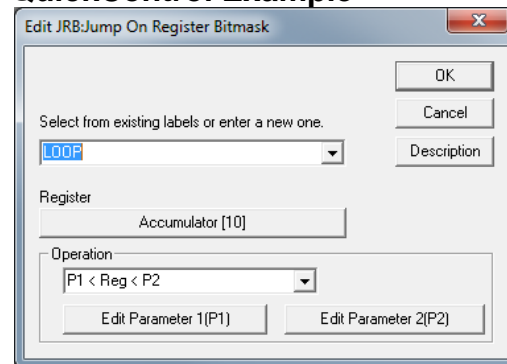 QuickControl Example
Edit JRB:Jump On Register Bitmask
X
OK
Select from existing labels or enter a new one.
Cancel
LOOP
Description
Register
Accumulator [10]
Operation
P1 < Reg < P2
Edit Parameter 1(P1)
Edit Parameter 2(P2)